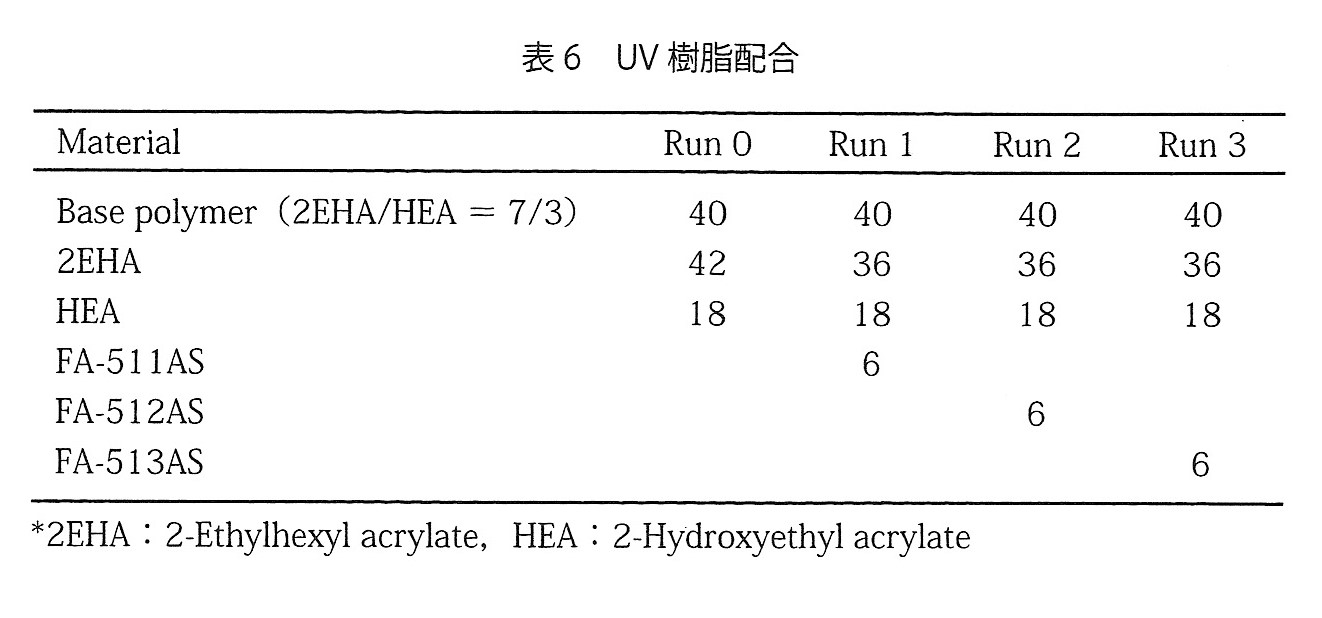 表6 UV樹脂配合
Material Run 0 Run 1 Run 2 Run 3
Base polymer（2EHA/HEA = 7/3） 40 40 40 40
2EHA 42 36 36 36
HEA 18 18 18 18
FA-511AS 6
FA-512AS 6
FA-513AS 6
*2EHA：2-Ethylhexyl acrylate, HEA：2-Hydroxyethyl acrylate